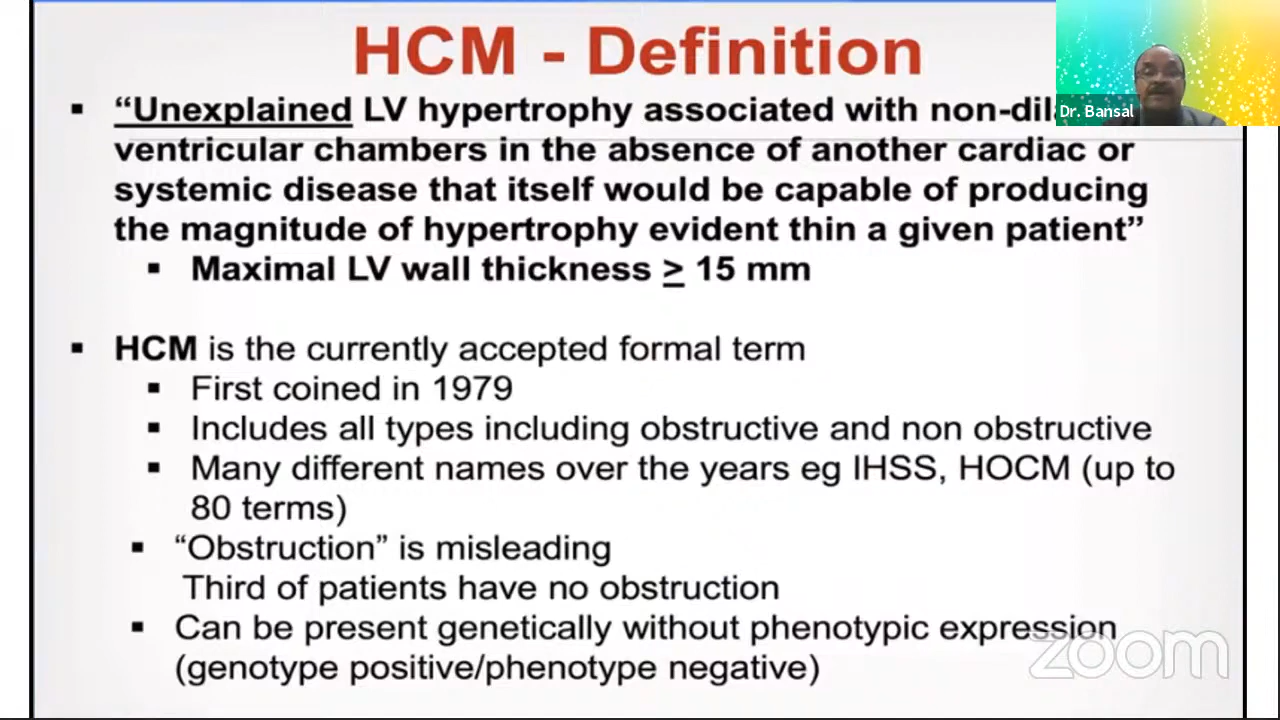 HCM - Definition
▪ “Unexplained LV hypertrophy associated with
ventricular chambers in the absence of another cardiac or
systemic disease that itself would be capable of producing
the magnitude of hypertrophy evident thin a given patient”
▪ Maximal LV wall thickness ≥ 15 mm
▪ HCM is the currently accepted formal term
▪ First coined in 1979
▪ Includes all types including obstructive and non obstructive
▪ Many different names over the years eg IHSS, HOCM (up to
80 terms)
▪ “Obstruction” is misleading
Third of patients have no obstruction
▪ Can be present genetically without phenotypic expression
(genotype positive/phenotype negative)
Dr. Bansal
zoom